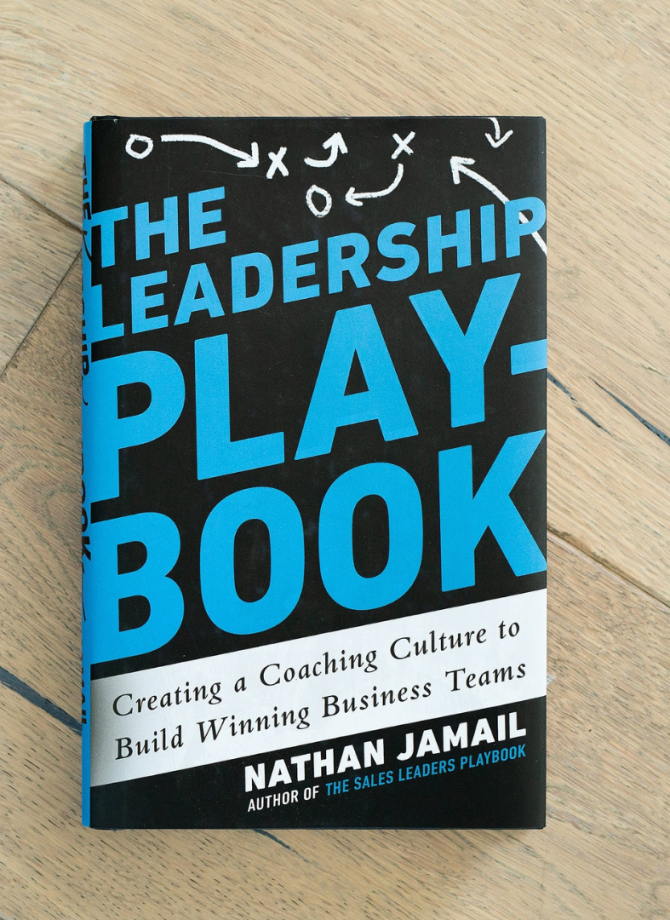 THE
LEADERSHIP
PLAY-
BOOK
Creating a Coaching Culture to
Build Winning Business Teams
NATHAN JAMAIL
AUTHOR OF THE SALES LEADERS PLAYBOOK